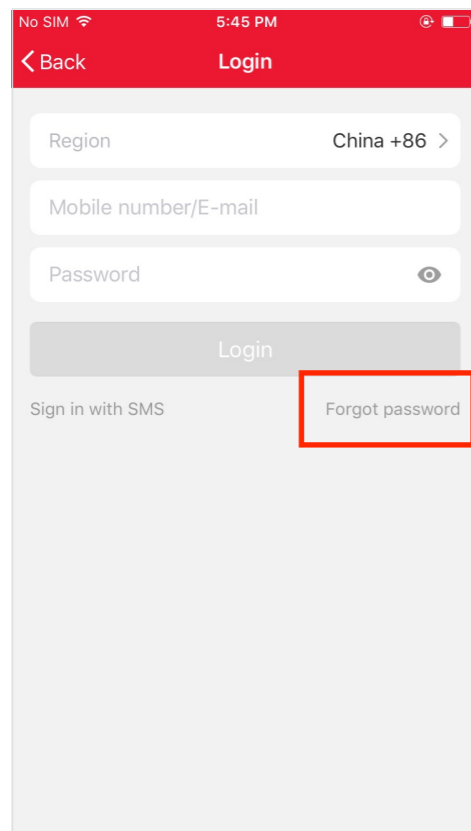 No SIM 5:45 PM
Back Login
Region China +86
Mobile number/E-mail
Password
Login
Sign in with SMS Forgot password